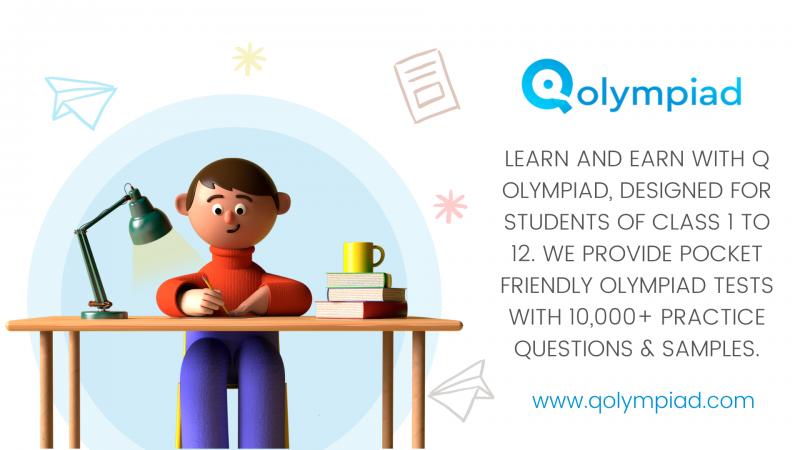 Qolympiad
LEARN AND EARN WITH Q
OLYMPIAD, DESIGNED FOR
STUDENTS OF CLASS 1 TO
12. WE PROVIDE POCKET
FRIENDLY OLYMPIAD TESTS
WITH 10,000+ PRACTICE
QUESTIONS & SAMPLES.
www.qolympiad.com